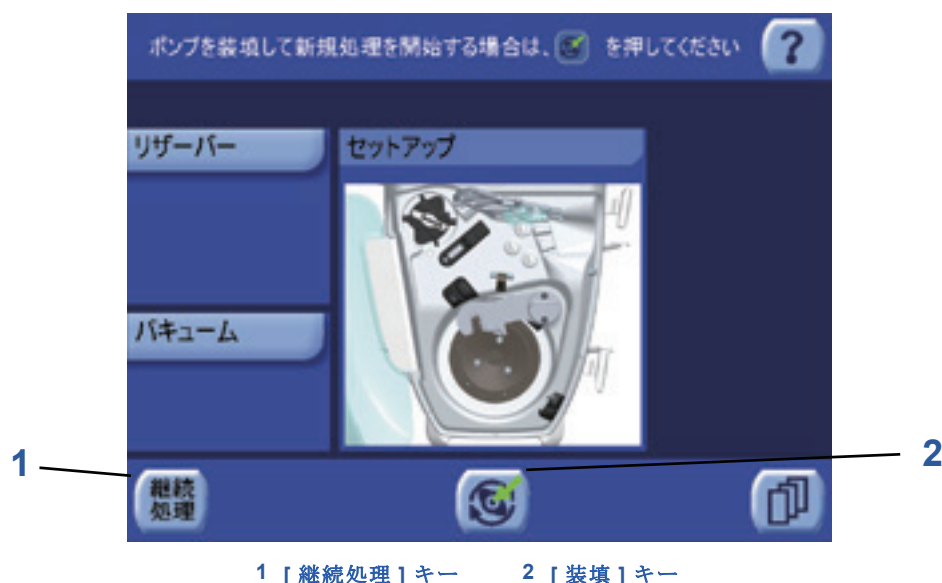 ポンプを装填して新規処理を開始する場合は、 を押してください ?
リザーバー
セットアップ
バキューム
1
2
継続
処理
1 [ 継続処理 ] キー 2 [ 装填 ] キー